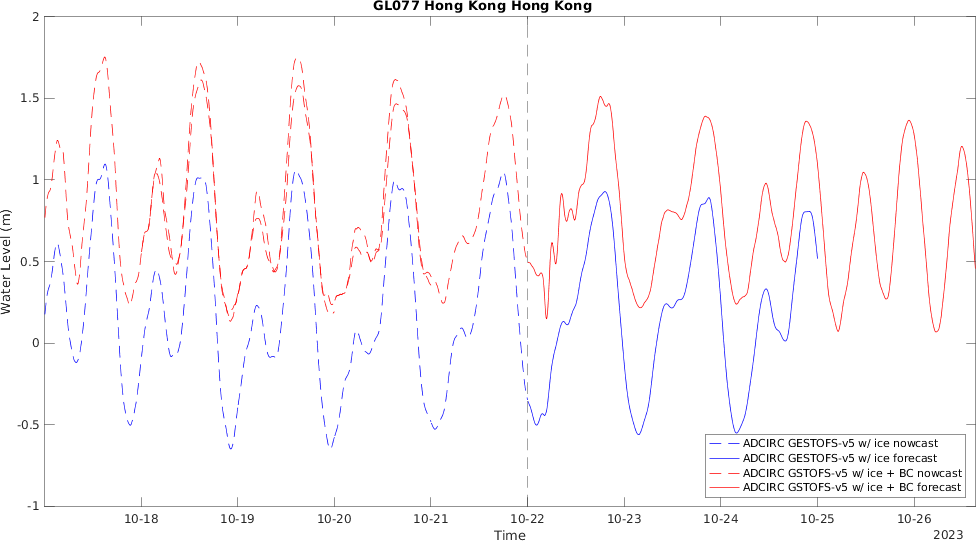 GL077 Hong Kong Hong Kong
2
1.5
1
0.5
0
-0.5
-1
Water Level (m)
ADCIRC GESTOFS-v5 w/ ice nowcast
ADCIRC GESTOFS-v5 w/ ice forecast
ADCIRC GSTOFS-v5 w/ ice + BC nowcast
ADCIRC GSTOFS-v5 w/ ice + BC forecast
10-18 10-19 10-20 10-21 10-22 10-23 10-24 10-25 10-26
Time
2023